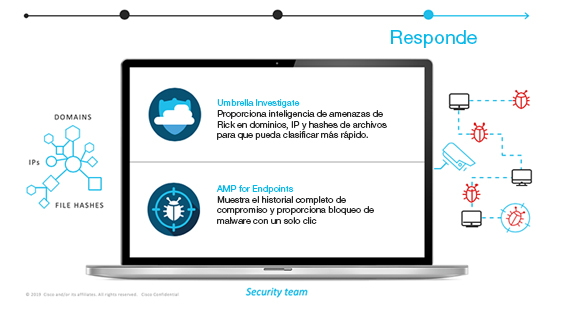 Responde
Umbrella Investigate
Proporciona inteligencia de amenazas de
Rick en dominios, IP y hashes de archivos
para que pueda clasificar más rápido.
AMP for Endpoints
Muestra el historial completo de
compromiso y proporciona bloqueo de
malware con un solo clic
DOMAINS
IPs
FILE HASHES
© 2019 Cisco and/or its affiliates. All rights reserved. Cisco Confidential
Security team